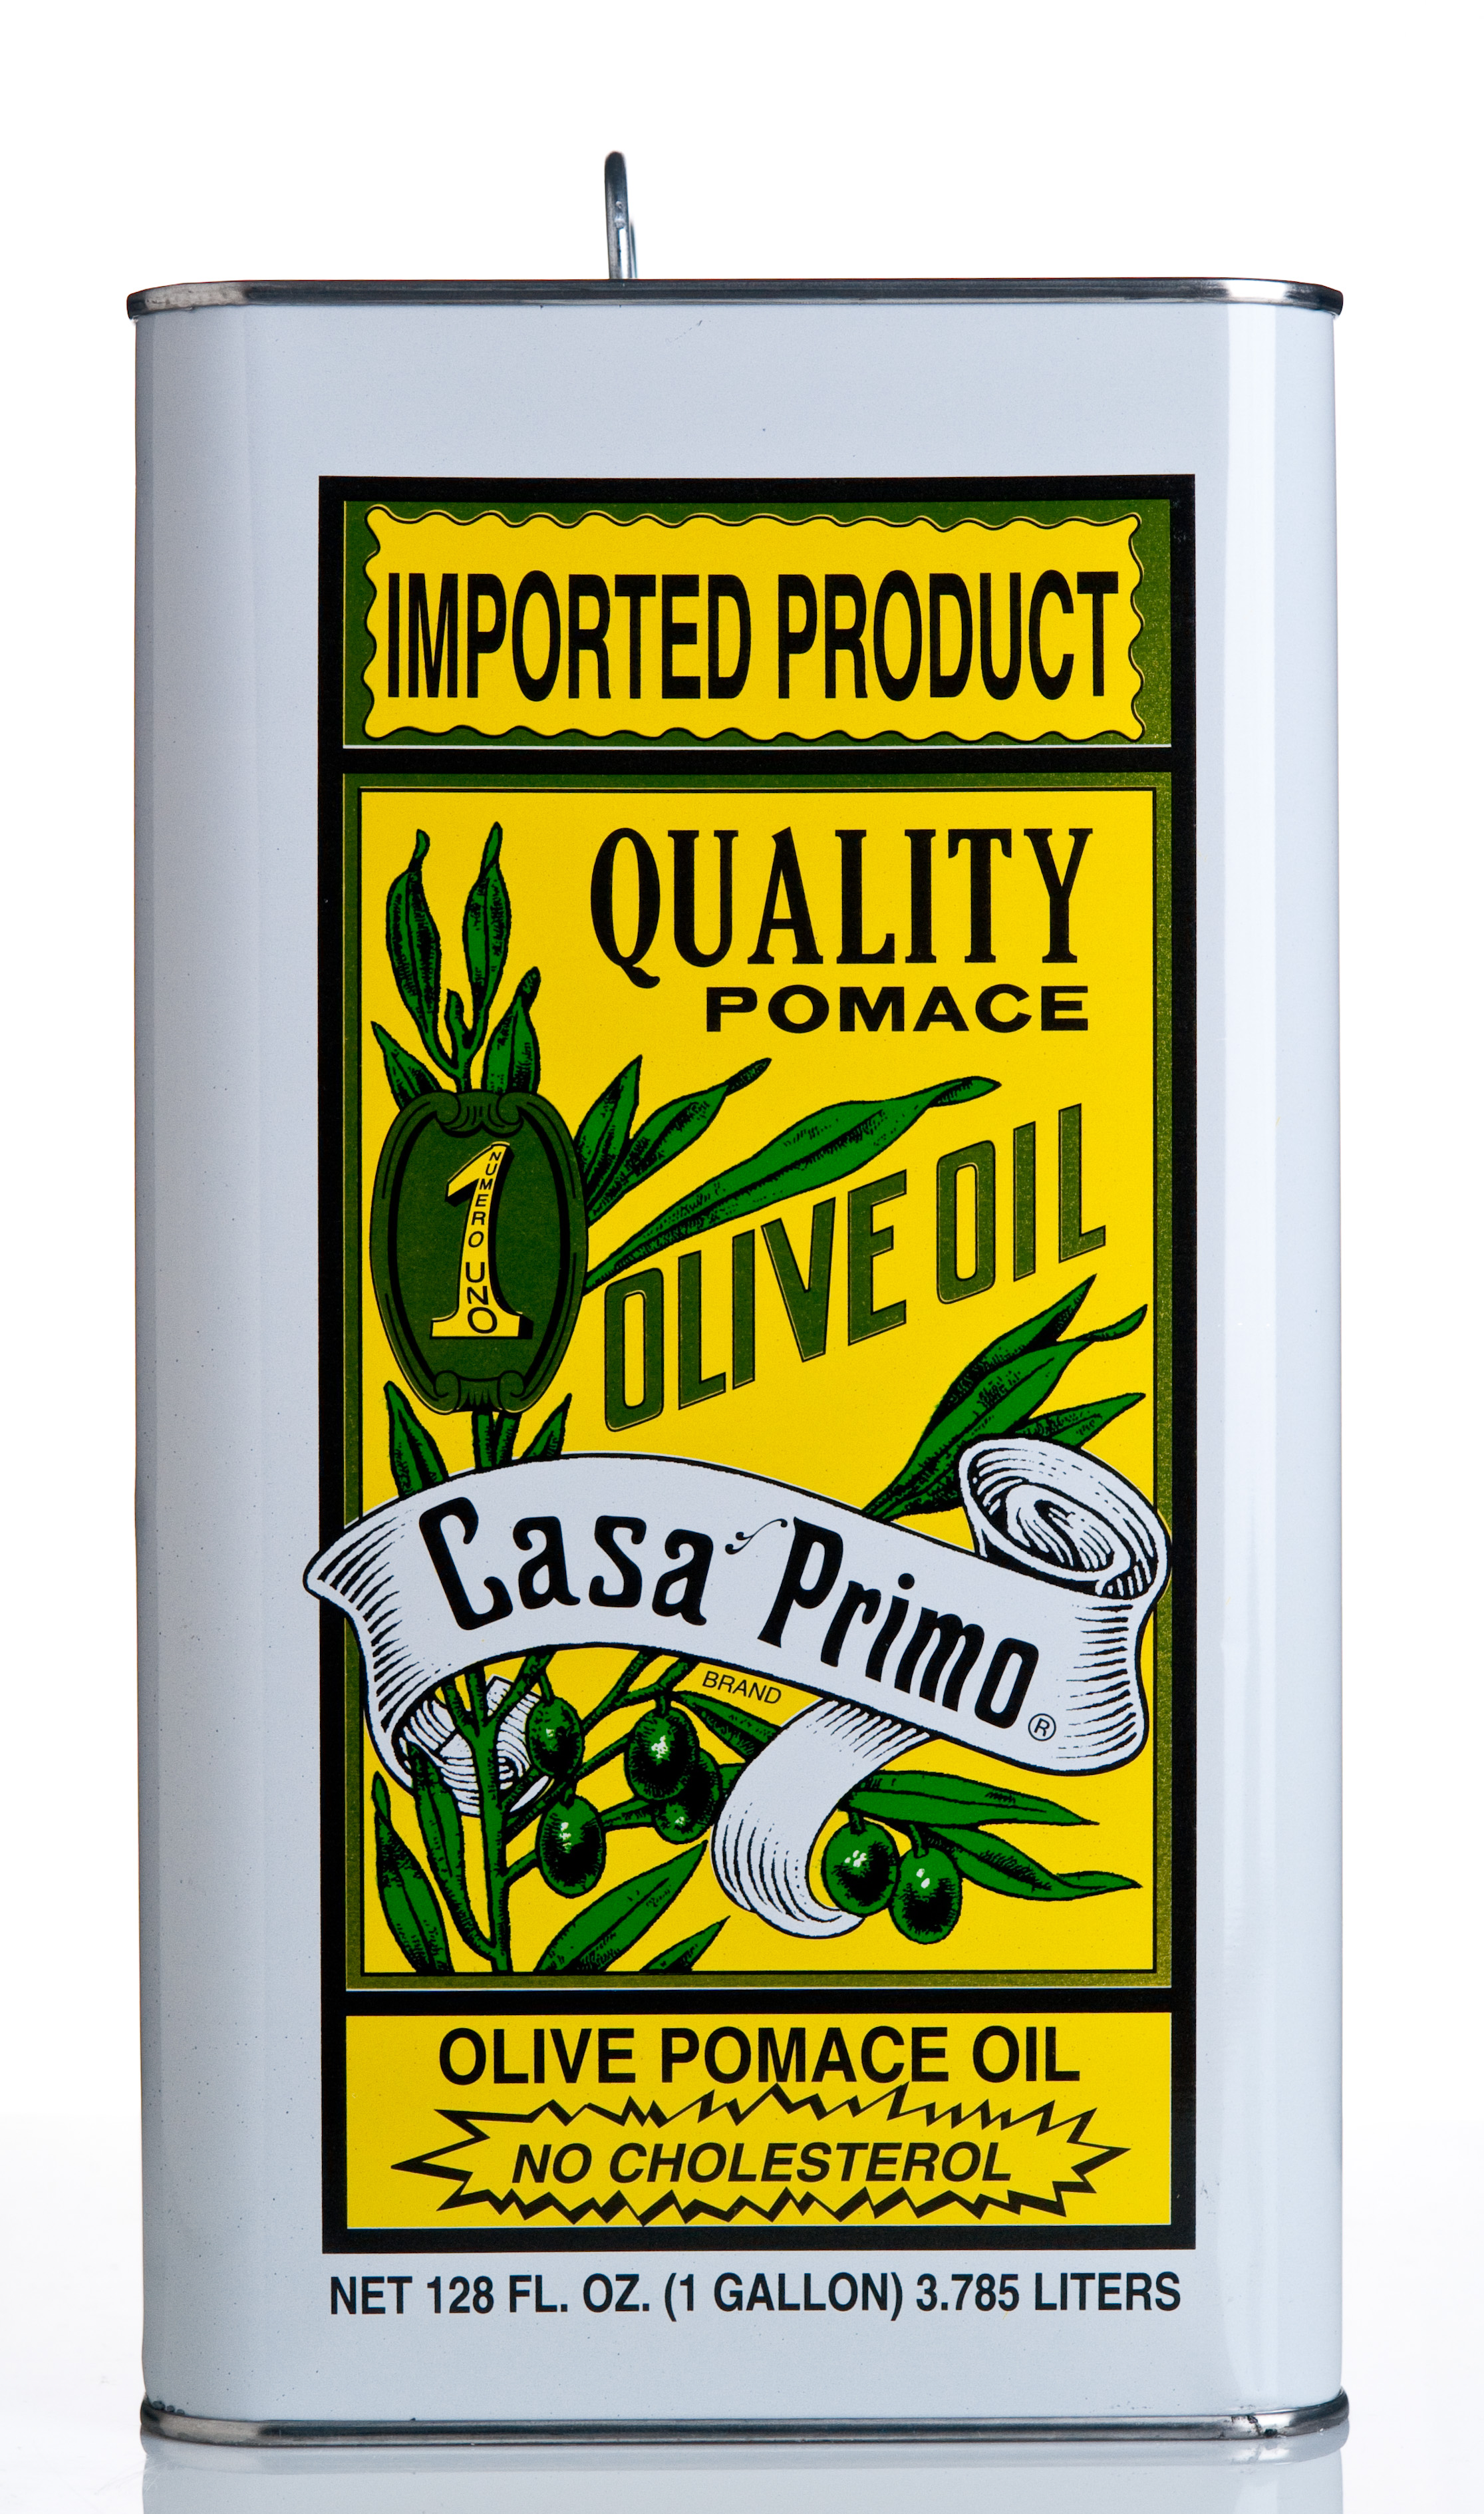 IMPORTED PRODUCT
QUALITY
POMACE
1
NUMERO UNO
OLIVE OIL
Casa Primo®
BRAND
OLIVE POMACE OIL
NO CHOLESTEROL
NET 128 FL. OZ. (1 GALLON) 3.785 LITERS